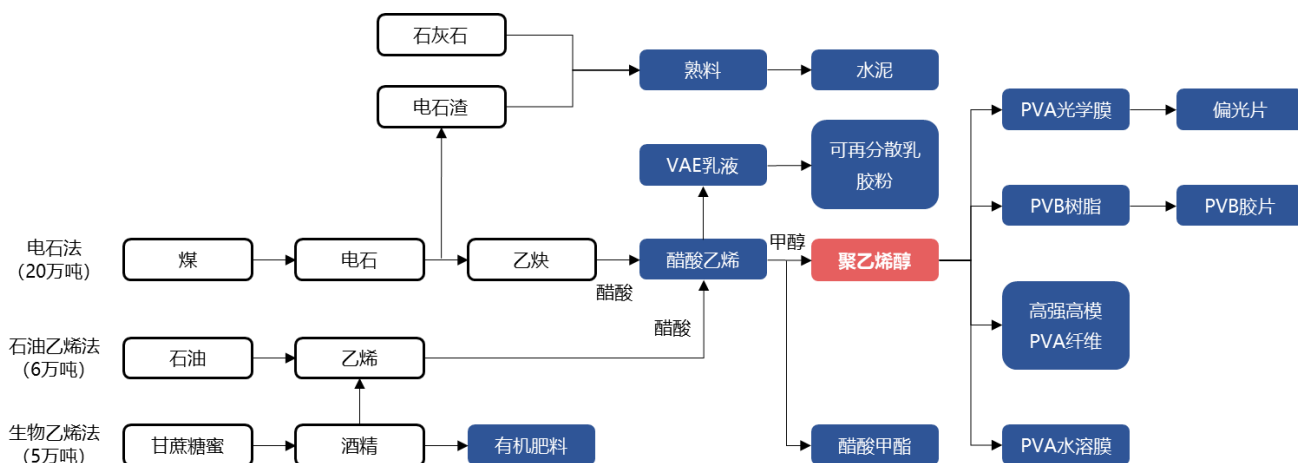 石灰石
熟料
水泥
电石渣
PVA光学膜
偏光片
VAE乳液
可再分散乳
胶粉
PVB树脂
PVB胶片
电石法
（20万吨）
煤
电石
乙炔
醋酸
醋酸乙烯
甲醇
聚乙烯醇
醋酸
高强高模
PVA纤维
石油乙烯法
（6万吨）
石油
乙烯
生物乙烯法
（5万吨）
甘蔗糖蜜
酒精
有机肥料
醋酸甲酯
PVA水溶膜